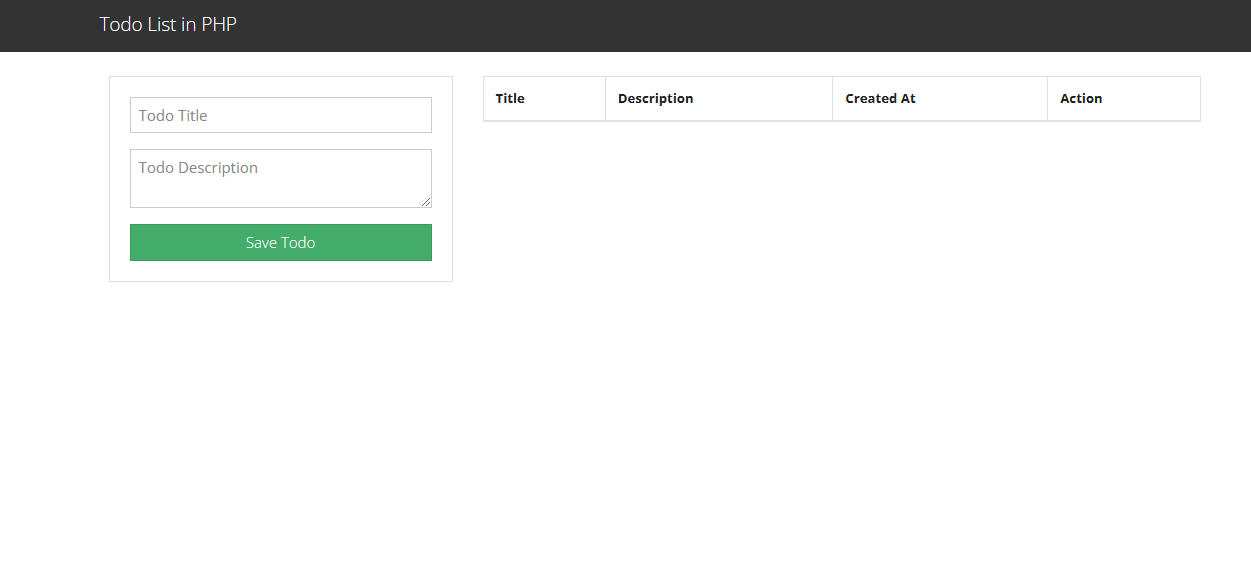 Todo List in PHP
Todo Title
Todo Description
Save Todo
Title Description Created At Action